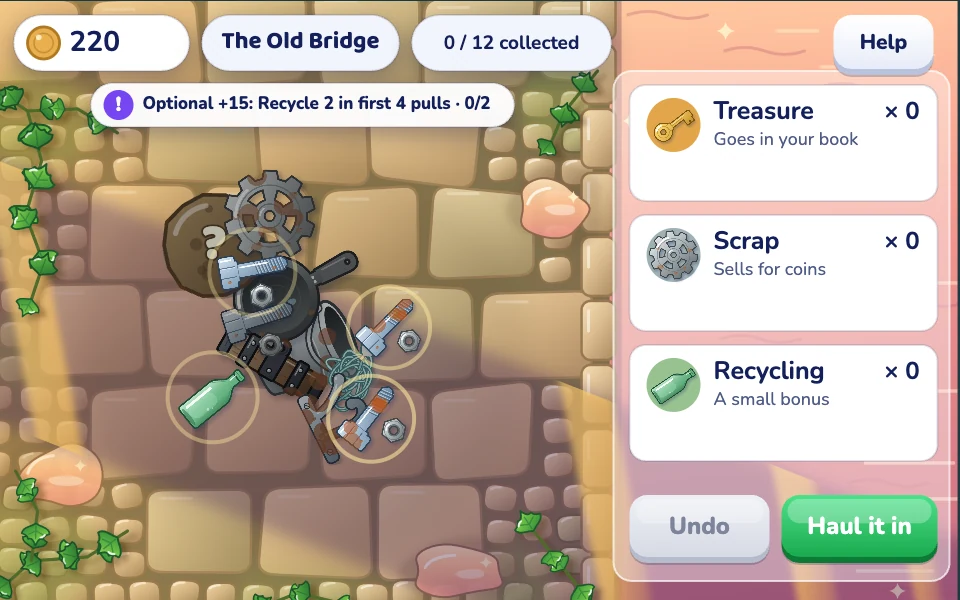 220
The Old Bridge
0 / 12 collected
Help
! Optional +15: Recycle 2 in first 4 pulls · 0/2
Treasure × 0
Goes in your book
?
Scrap × 0
Sells for coins
Recycling × 0
A small bonus
Undo
Haul it in